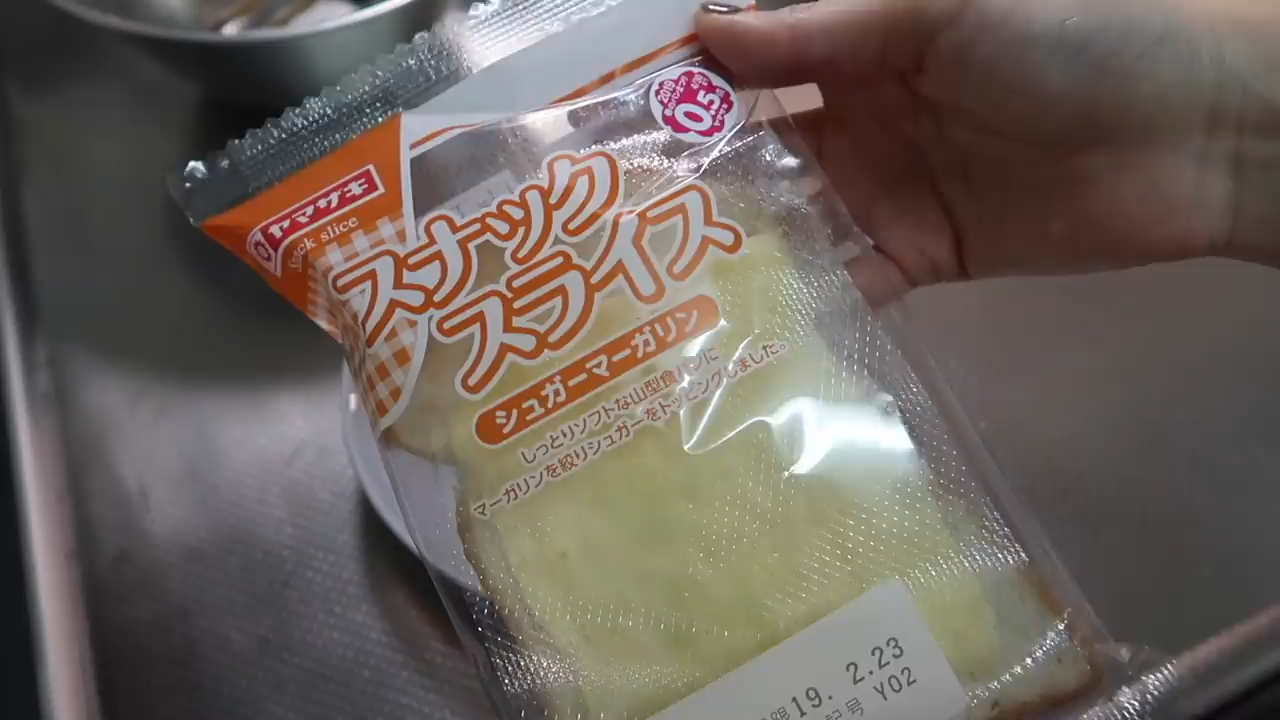 2019
0.5
ヤマザキ
snack slice
スナック
スライス
シュガーマーガリン
しっとりソフトな山型食パンに
マーガリンを絞りシュガーをトッピングしました。
限 19. 2.23
記号 Y02